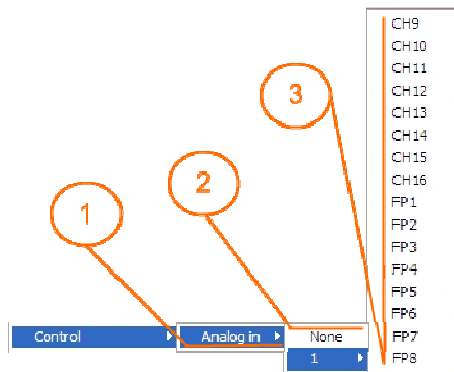 CH9
CH10
CH11
CH12
CH13
CH14
CH15
CH16
FP1
FP2
FP3
FP4
FP5
FP6
FP7
FP8
3
2
1
Control
Analog in
None
1